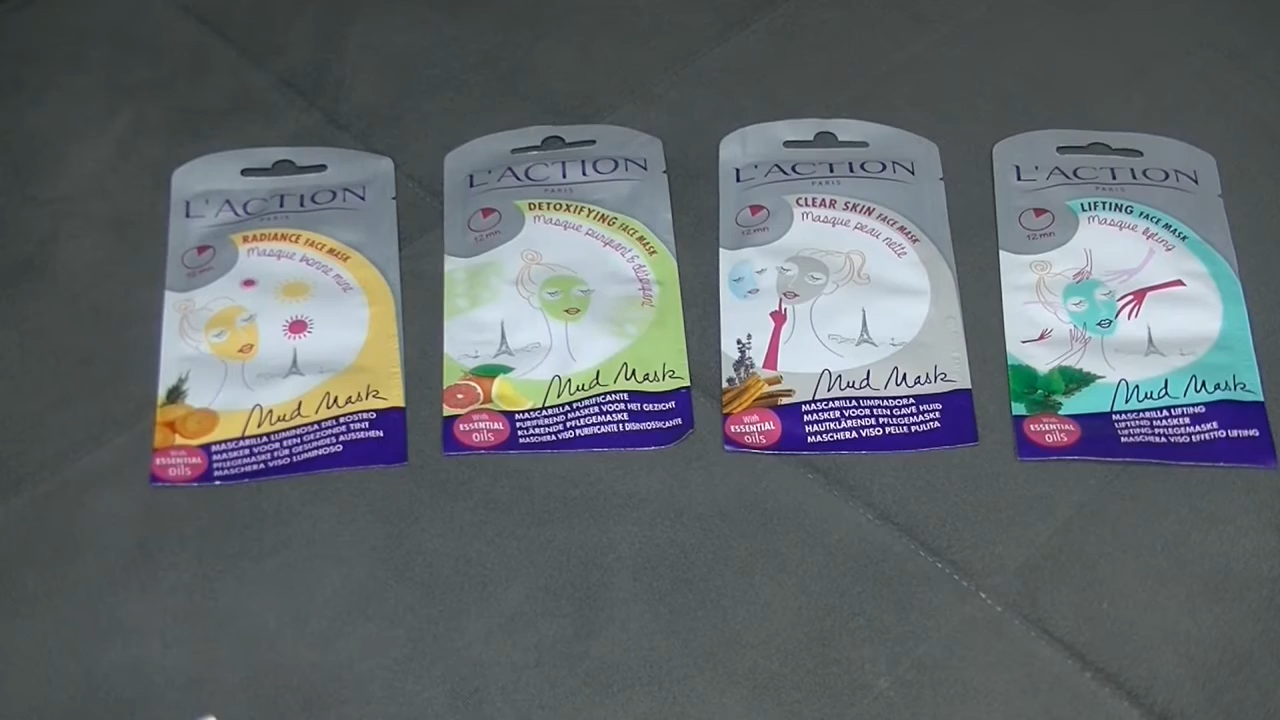 L'ACTION
PARIS
12 mn
RADIANCE FACE MASK
Masque bonne mine
Mud Mask
With
ESSENTIAL
oils
MASCARILLA LUMINOSA DEL ROSTRO
MASKER VOOR EEN GEZONDE TINT
PFLEGEMASKE FÜR GESUNDES AUSSEHEN
MASCHERA VISO LUMINOSO
L'ACTION
PARIS
12 mn
DETOXIFYING FACE MASK
Masque purifiant & détoxifiant
Mud Mask
With
ESSENTIAL
oils
MASCARILLA PURIFICANTE
PURIFIËREND MASKER VOOR HET GEZICHT
KLÄRENDE PFLEGEMASKE
MASCHERA VISO PURIFICANTE E DISINTOSSICANTE
L'ACTION
PARIS
12 mn
CLEAR SKIN FACE MASK
Masque peau nette
Mud Mask
With
ESSENTIAL
oils
MASCARILLA LIMPIADORA
MASKER VOOR EEN GAVE HUID
HAUTKLÄRENDE PFLEGEMASKE
MASCHERA VISO PELLE PULITA
L'ACTION
PARIS
12 mn
LIFTING FACE MASK
Masque lifting
Mud Mask
With
ESSENTIAL
oils
MASCARILLA LIFTING
LIFTEND MASKER
LIFTING-PFLEGEMASKE
MASCHERA VISO EFFETTO LIFTING